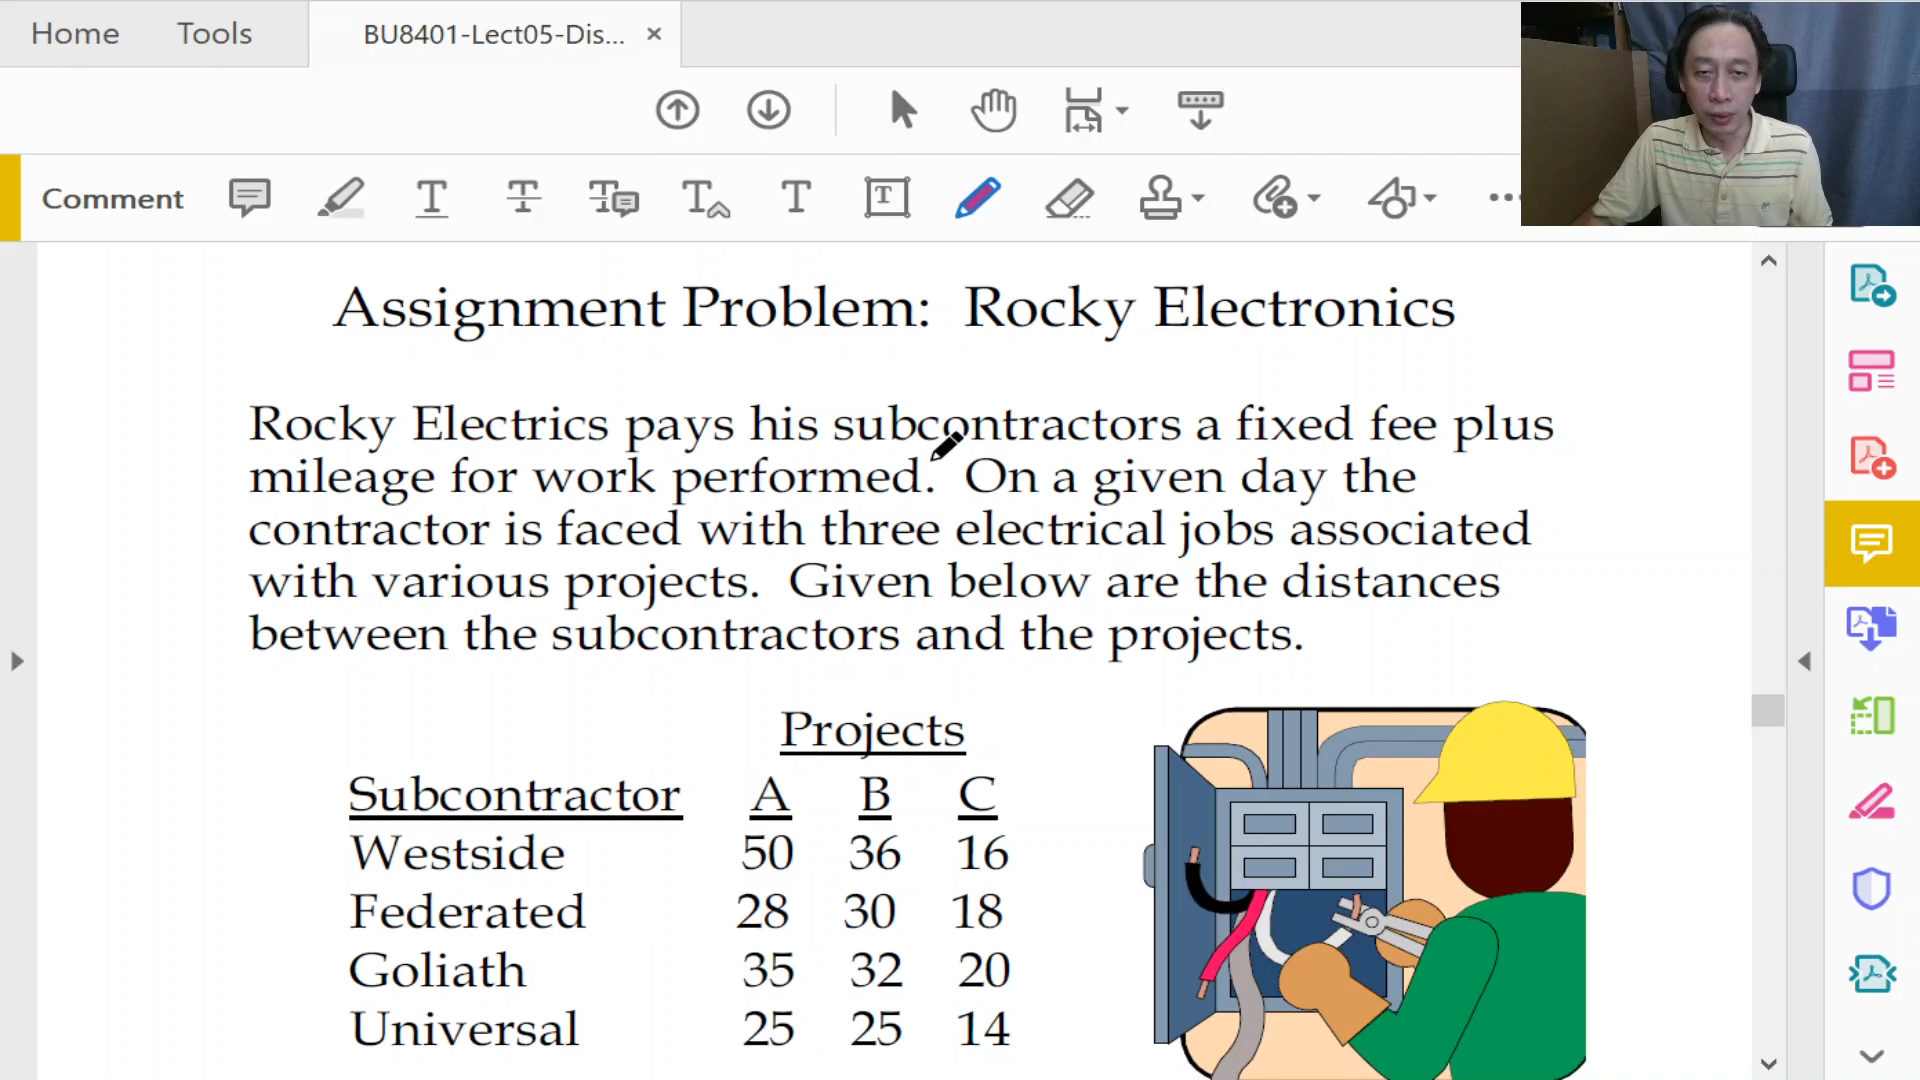 Home Tools BU8401-Lect05-Dis...
Comment
Assignment Problem: Rocky Electronics
Rocky Electrics pays his subcontractors a fixed fee plus
mileage for work performed. On a given day the
contractor is faced with three electrical jobs associated
with various projects. Given below are the distances
between the subcontractors and the projects.
Projects
Subcontractor A B C
Westside 50 36 16
Federated 28 30 18
Goliath 35 32 20
Universal 25 25 14